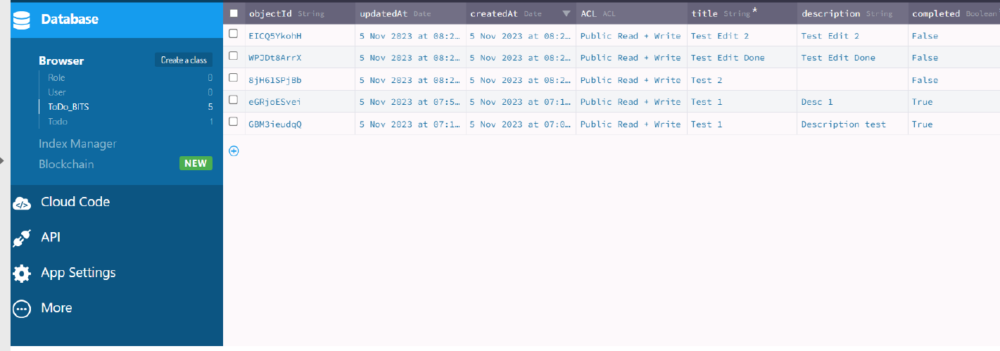 Database
Browser Create a class
Role 0
User 0
ToDo_BITS 5
Todo 1
Index Manager
Blockchain NEW
Cloud Code
API
App Settings
More
objectId String updatedAt Date createdAt Date ACL ACL title String* description String completed Boolean
EICQ5YkohH 5 Nov 2023 at 08:2… 5 Nov 2023 at 08:2… Public Read + Write Test Edit 2 Test Edit 2 False
WPJDt8ArrX 5 Nov 2023 at 08:2… 5 Nov 2023 at 08:2… Public Read + Write Test Edit Done Test Edit Done False
8jH61SPjBb 5 Nov 2023 at 08:2… 5 Nov 2023 at 08:2… Public Read + Write Test 2 False
eGRjoESvei 5 Nov 2023 at 07:5… 5 Nov 2023 at 07:1… Public Read + Write Test 1 Desc 1 True
GBM3ieudqQ 5 Nov 2023 at 07:1… 5 Nov 2023 at 07:0… Public Read + Write Test 1 Description test True